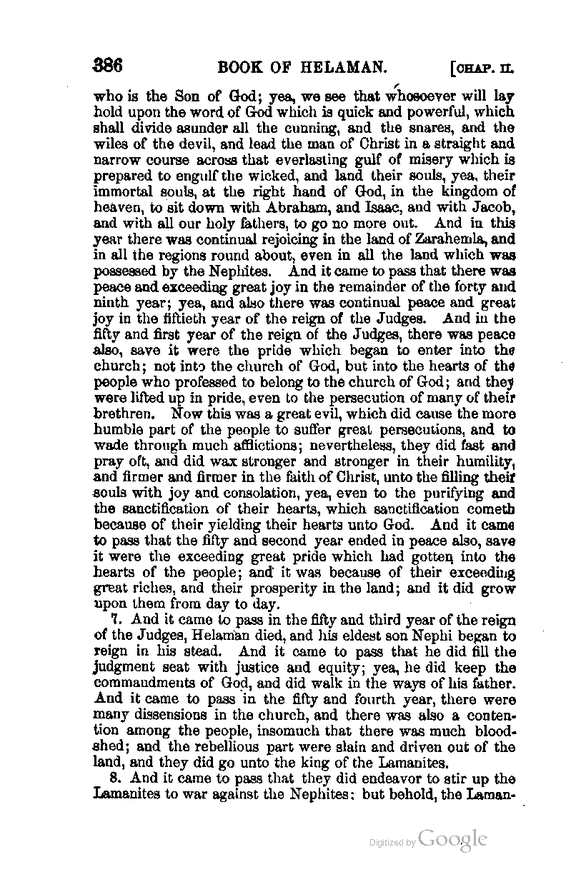 386 BOOK OF HELAMAN. [CHAP. II.
who is the Son of God; yea, we see that whosoever will lay
hold upon the word of God which is quick and powerful, which
shall divide asunder all the cunning, and the snares, and the
wiles of the devil, and lead the man of Christ in a straight and
narrow course across that everlasting gulf of misery which is
prepared to engulf the wicked, and land their souls, yea, their
immortal souls, at the right hand of God, in the kingdom of
heaven, to sit down with Abraham, and Isaac, and with Jacob,
and with all our holy fathers, to go no more out. And in this
year there was continual rejoicing in the land of Zarahemla, and
in all the regions round about, even in all the land which was
possessed by the Nephites. And it came to pass that there was
peace and exceeding great joy in the remainder of the forty and
ninth year; yea, and also there was continual peace and great
joy in the fiftieth year of the reign of the Judges. And in the
fifty and first year of the reign of the Judges, there was peace
also, save it were the pride which began to enter into the
church; not into the church of God, but into the hearts of the
people who professed to belong to the church of God; and they
were lifted up in pride, even to the persecution of many of their
brethren. Now this was a great evil, which did cause the more
humble part of the people to suffer great persecutions, and to
wade through much afflictions; nevertheless, they did fast and
pray oft, and did wax stronger and stronger in their humility,
and firmer and firmer in the faith of Christ, unto the filling their
souls with joy and consolation, yea, even to the purifying and
the sanctification of their hearts, which sanctification cometh
because of their yielding their hearts unto God. And it came
to pass that the fifty and second year ended in peace also, save
it were the exceeding great pride which had gotten into the
hearts of the people; and it was because of their exceeding
great riches, and their prosperity in the land; and it did grow
upon them from day to day.
7. And it came to pass in the fifty and third year of the reign
of the Judges, Helaman died, and his eldest son Nephi began to
reign in his stead. And it came to pass that he did fill the
judgment seat with justice and equity; yea, he did keep the
commandments of God, and did walk in the ways of his father.
And it came to pass in the fifty and fourth year, there were
many dissensions in the church, and there was also a conten-
tion among the people, insomuch that there was much blood-
shed; and the rebellious part were slain and driven out of the
land, and they did go unto the king of the Lamanites.
8. And it came to pass that they did endeavor to stir up the
Lamanites to war against the Nephites; but behold, the Laman-
Digitized by Google